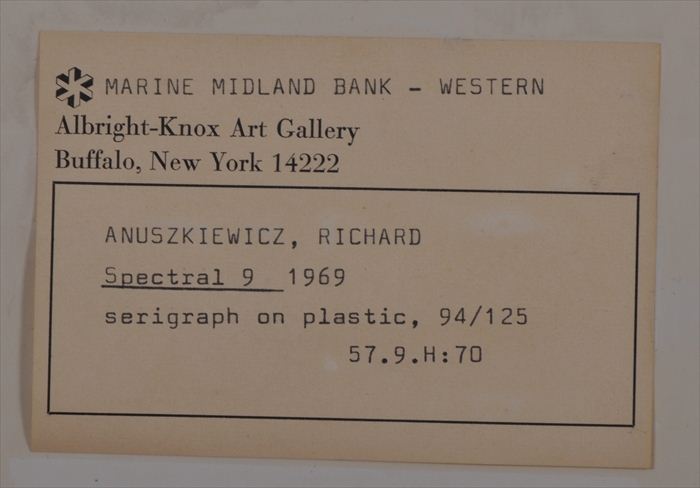 MARINE MIDLAND BANK - WESTERN
Albright-Knox Art Gallery
Buffalo, New York 14222
ANUSZKIEWICZ, RICHARD
Spectral 9 1969
serigraph on plastic, 94/125
57.9.H:70